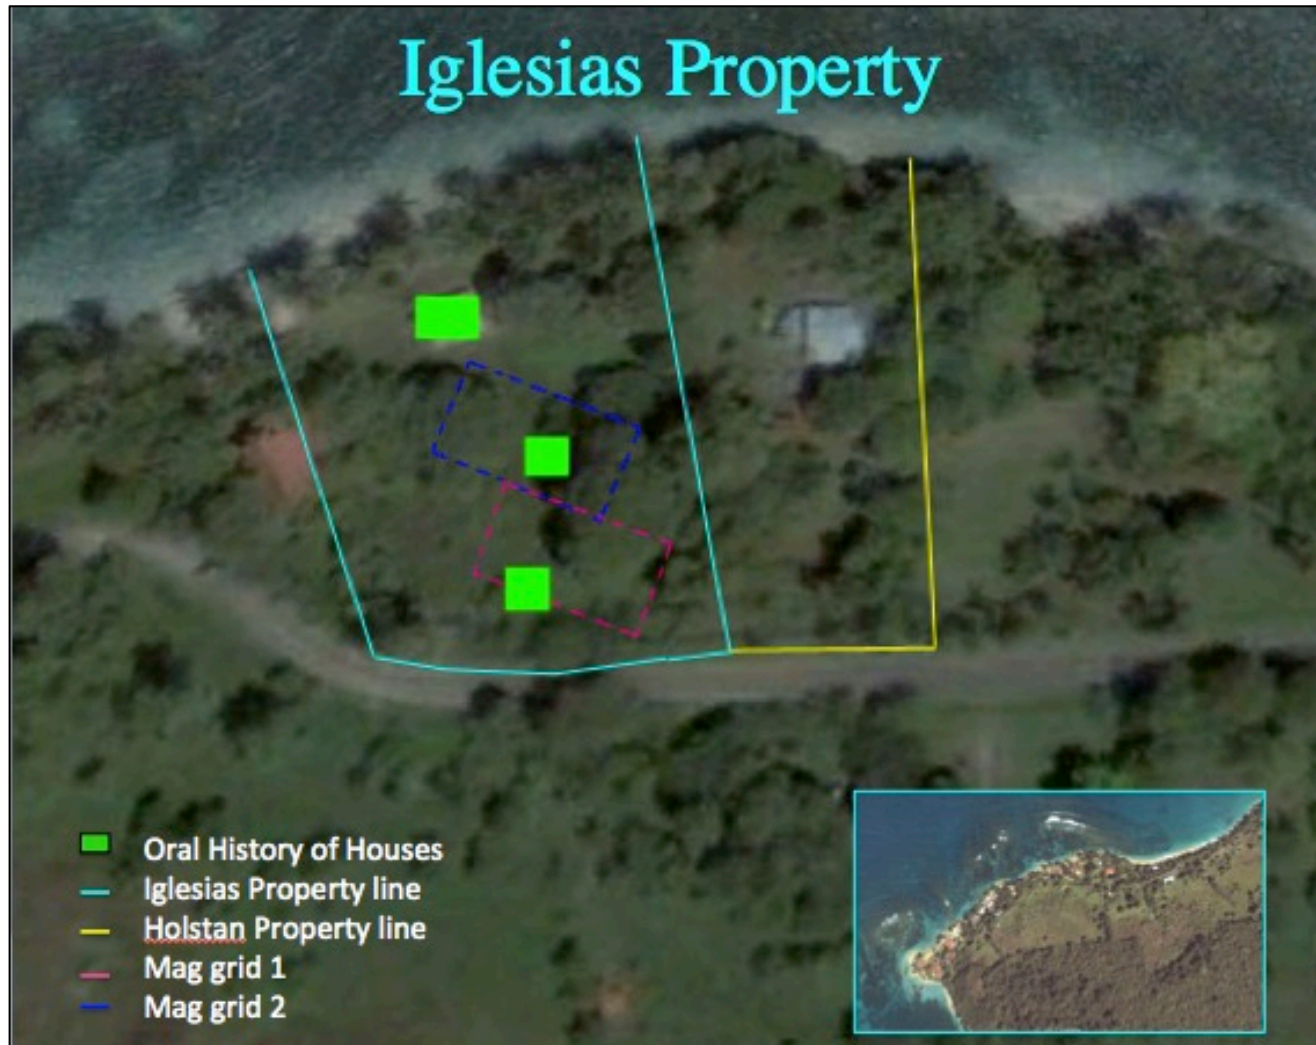 Iglesias Property
Oral History of Houses
Iglesias Property line
Holstan Property line
Mag grid 1
Mag grid 2